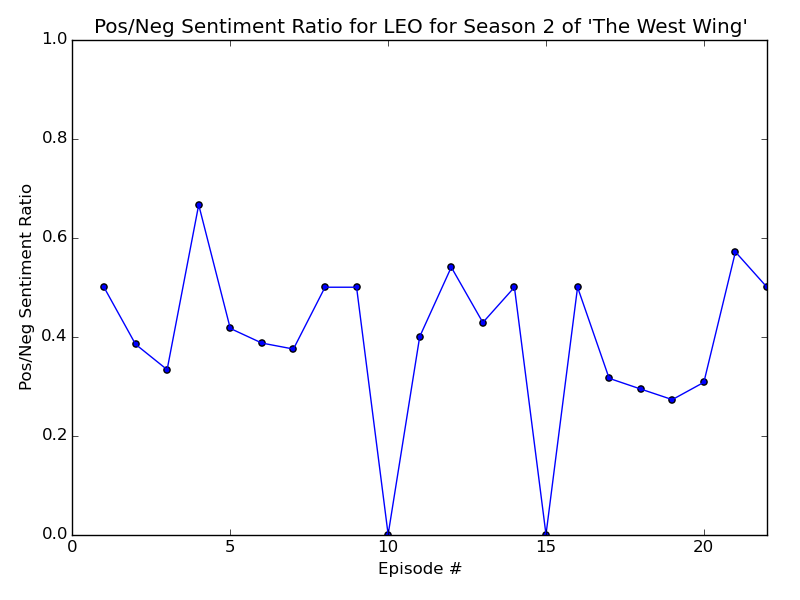 Pos/Neg Sentiment Ratio for LEO for Season 2 of 'The West Wing'
1.0
0.8
0.6
0.4
0.2
0.0
Pos/Neg Sentiment Ratio
0 5 10 15 20
Episode #